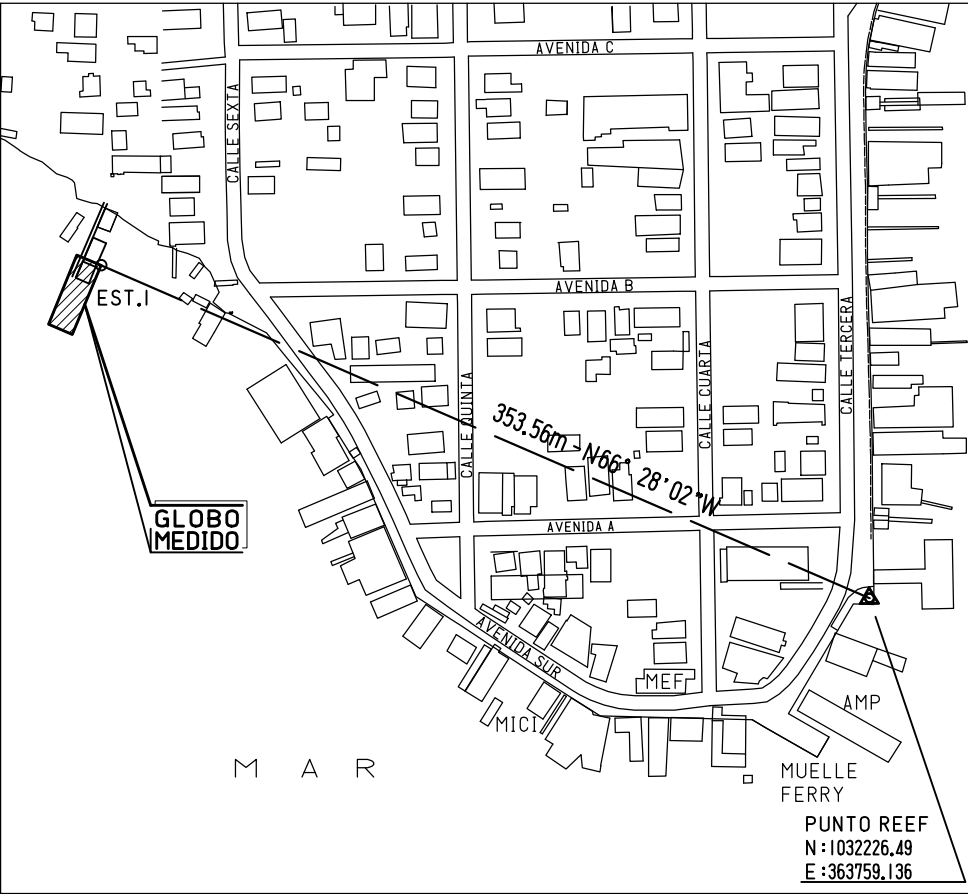 AVENIDA C
CALLE SEXTA
EST.1
AVENIDA B
CALLE TERCERA
CALLE CUARTA
CALLE QUINTA
353.56m - N66° 28'02"W
GLOBO
MEDIDO
AVENIDA A
AVENIDA SUR
MEF
MICI
AMP
M A R
MUELLE
FERRY
PUNTO REEF
N:1032226.49
E:363759.136